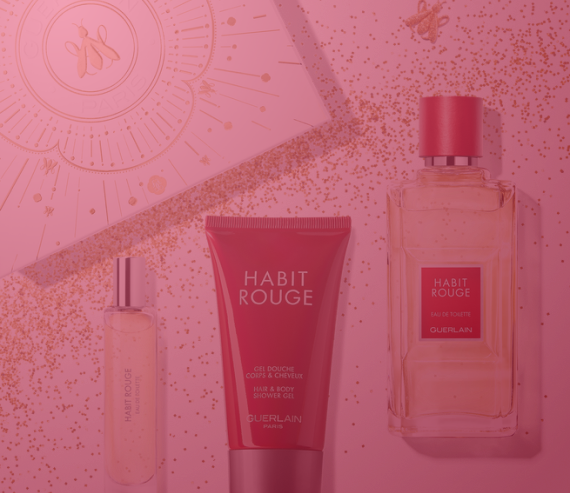 HABIT
ROUGE
GEL DOUCHE
CORPS & CHEVEUX
HAIR & BODY
SHOWER GEL
GUERLAIN
PARIS
HABIT
ROUGE
EAU DE TOILETTE
GUERLAIN
HABIT ROUGE